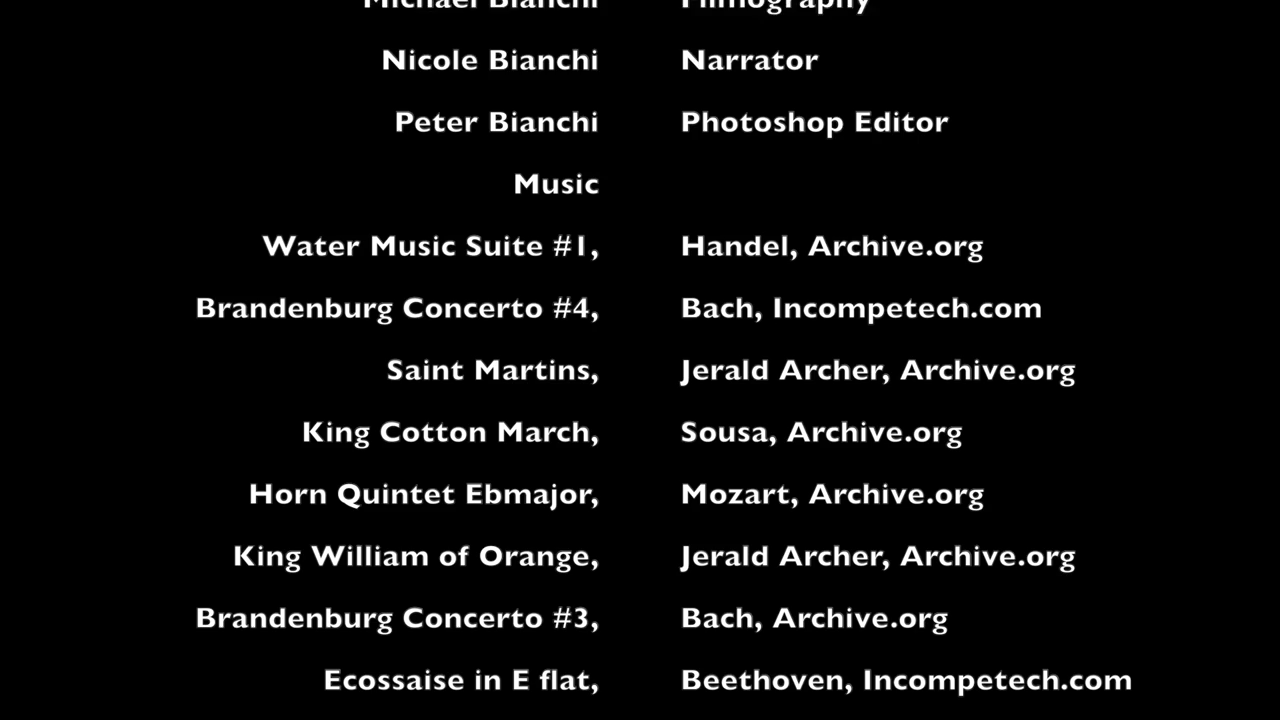 Michael Bianchi Filmography
Nicole Bianchi Narrator
Peter Bianchi Photoshop Editor
Music
Water Music Suite #1, Handel, Archive.org
Brandenburg Concerto #4, Bach, Incompetech.com
Saint Martins, Jerald Archer, Archive.org
King Cotton March, Sousa, Archive.org
Horn Quintet Ebmajor, Mozart, Archive.org
King William of Orange, Jerald Archer, Archive.org
Brandenburg Concerto #3, Bach, Archive.org
Ecossaise in E flat, Beethoven, Incompetech.com